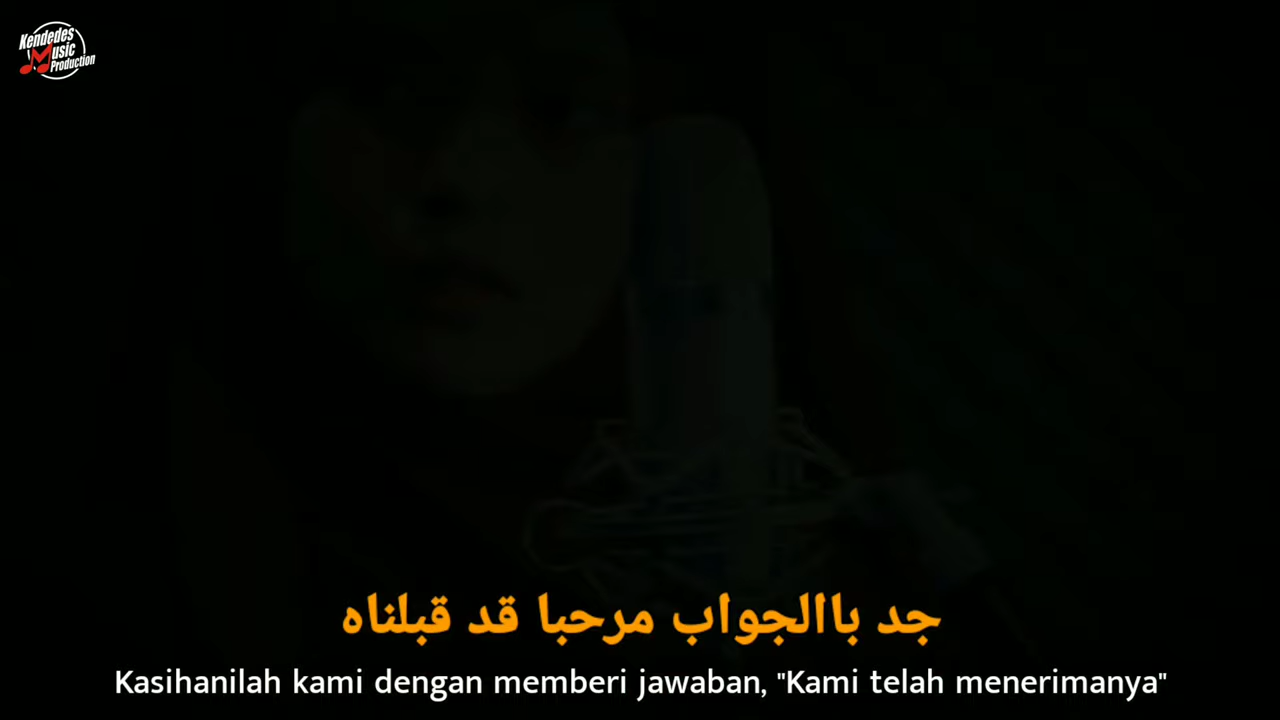 Kendedes
Music
Production
جد باالجواب مرحبا قد قبلناه
Kasihanilah kami dengan memberi jawaban, "Kami telah menerimanya"